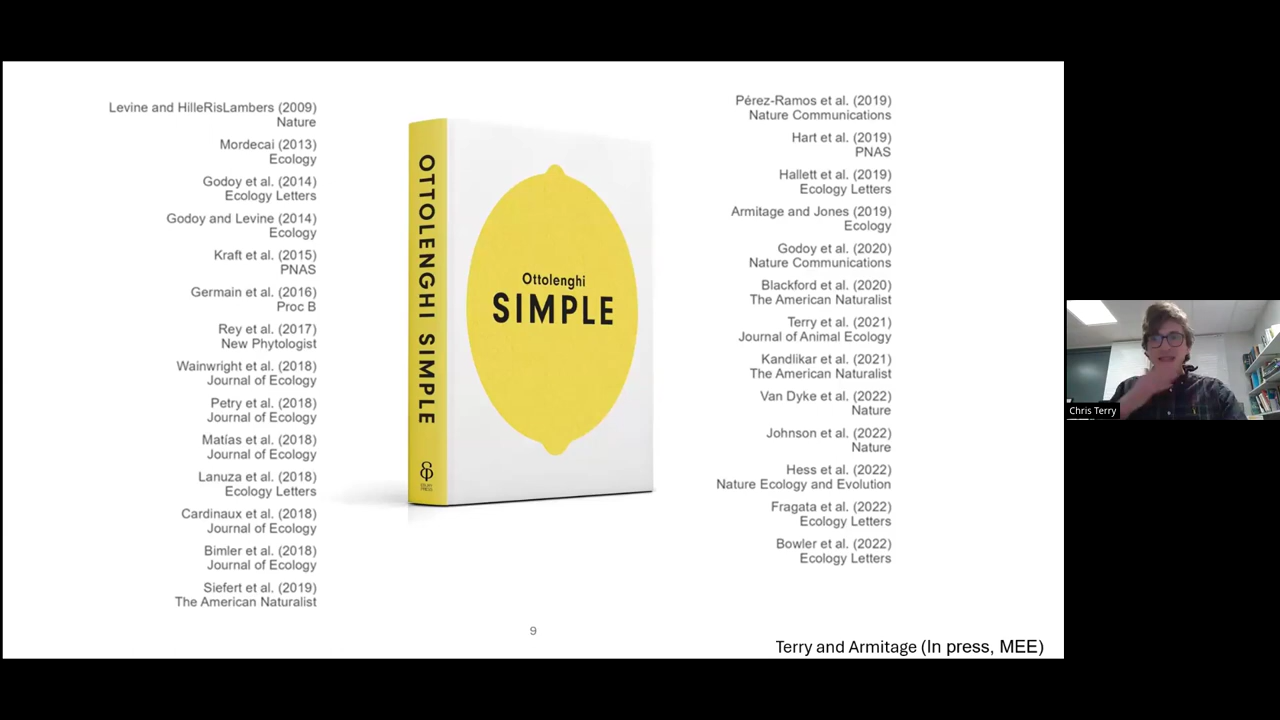 Levine and HilleRisLambers (2009)
Nature
Mordecai (2013)
Ecology
Godoy et al. (2014)
Ecology Letters
Godoy and Levine (2014)
Ecology
Kraft et al. (2015)
PNAS
Germain et al. (2016)
Proc B
Rey et al. (2017)
New Phytologist
Wainwright et al. (2018)
Journal of Ecology
Petry et al. (2018)
Journal of Ecology
Matías et al. (2018)
Journal of Ecology
Lanuza et al. (2018)
Ecology Letters
Cardinaux et al. (2018)
Journal of Ecology
Bimler et al. (2018)
Journal of Ecology
Siefert et al. (2019)
The American Naturalist
OTTOLENGHI SIMPLE
Ottolenghi
SIMPLE
Pérez-Ramos et al. (2019)
Nature Communications
Hart et al. (2019)
PNAS
Hallett et al. (2019)
Ecology Letters
Armitage and Jones (2019)
Ecology
Godoy et al. (2020)
Nature Communications
Blackford et al. (2020)
The American Naturalist
Terry et al. (2021)
Journal of Animal Ecology
Kandlikar et al. (2021)
The American Naturalist
Van Dyke et al. (2022)
Nature
Johnson et al. (2022)
Nature
Hess et al. (2022)
Nature Ecology and Evolution
Fragata et al. (2022)
Ecology Letters
Bowler et al. (2022)
Ecology Letters
9
Terry and Armitage (In press, MEE)
Chris Terry